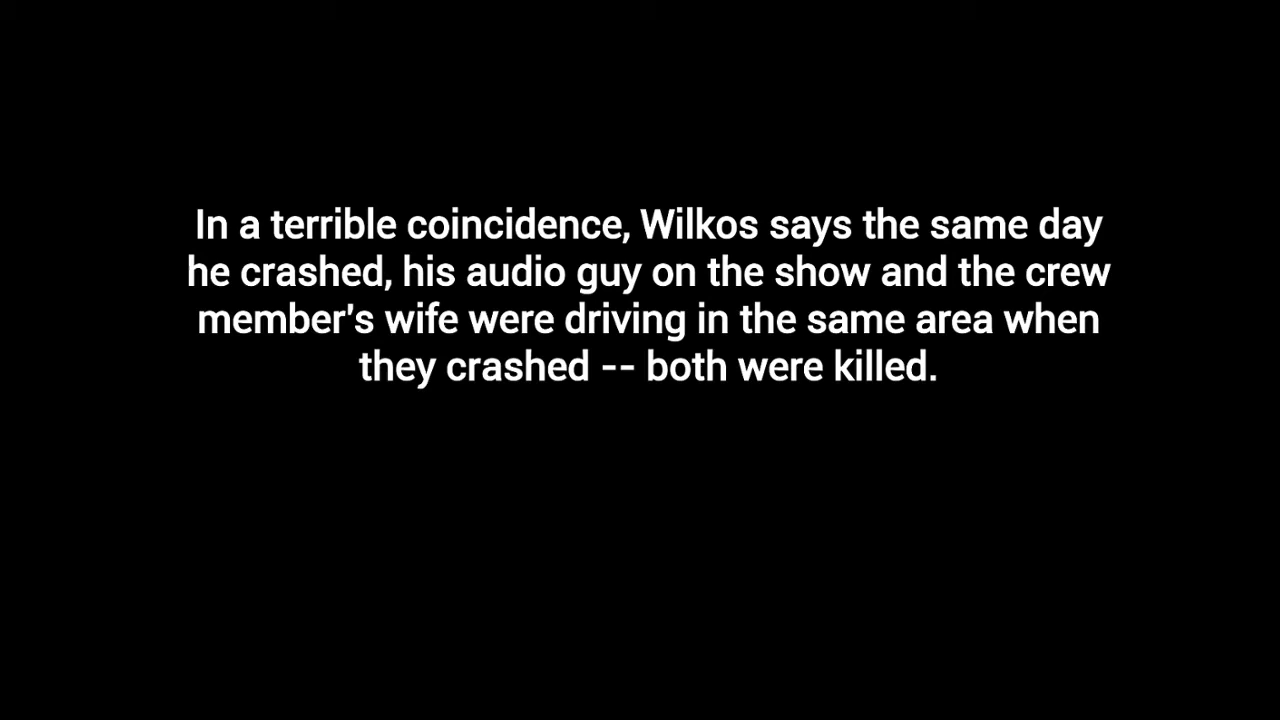 In a terrible coincidence, Wilkos says the same day
he crashed, his audio guy on the show and the crew
member's wife were driving in the same area when
they crashed -- both were killed.